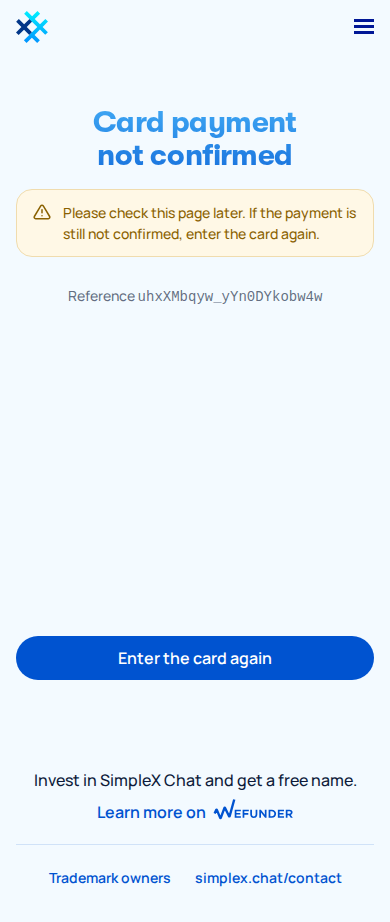 Card payment
not confirmed
Please check this page later. If the payment is
still not confirmed, enter the card again.
Reference uhxXMbqyw_yYn0DYkobw4w
Enter the card again
Invest in SimpleX Chat and get a free name.
Learn more on WEFUNDER
Trademark owners simplex.chat/contact